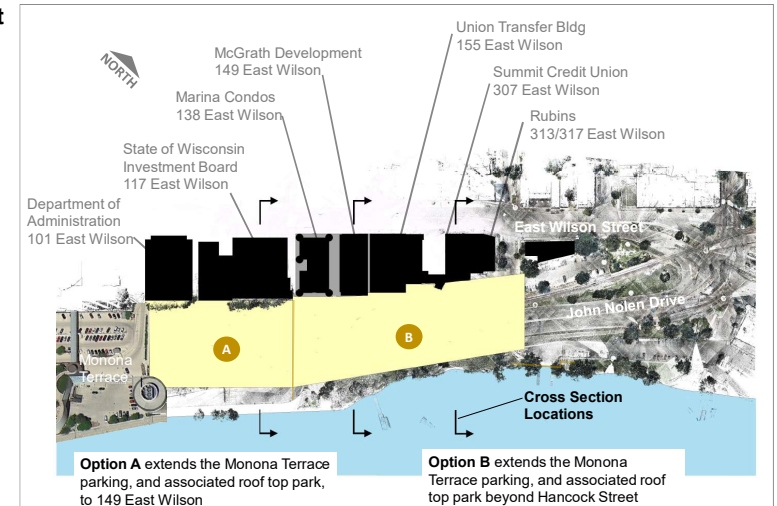 t
NORTH
Union Transfer Bldg
155 East Wilson
McGrath Development
149 East Wilson
Summit Credit Union
307 East Wilson
Marina Condos
138 East Wilson
Rubins
313/317 East Wilson
State of Wisconsin
Investment Board
117 East Wilson
Department of
Administration
101 East Wilson
East Wilson Street
John Nolen Drive
Monona
Terrace
A
B
Cross Section
Locations
Option A extends the Monona Terrace
parking, and associated roof top park,
to 149 East Wilson
Option B extends the Monona
Terrace parking, and associated roof
top park beyond Hancock Street